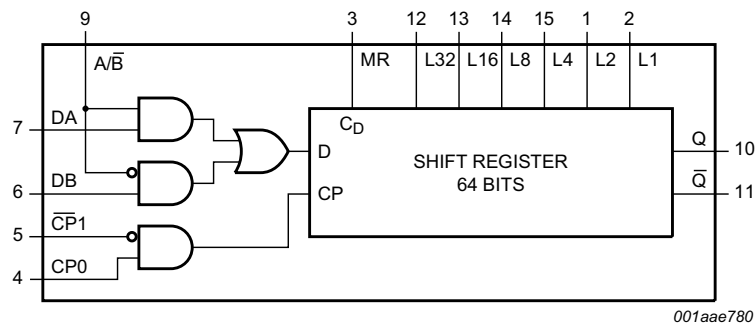 9 3 12 13 14 15 1 2
A/B̅ MR L32 L16 L8 L4 L2 L1
7 DA
C_D
D
Q 10
SHIFT REGISTER
64 BITS
6 DB
CP
Q̅ 11
5 C̅P̅1
4 CP0
001aae780